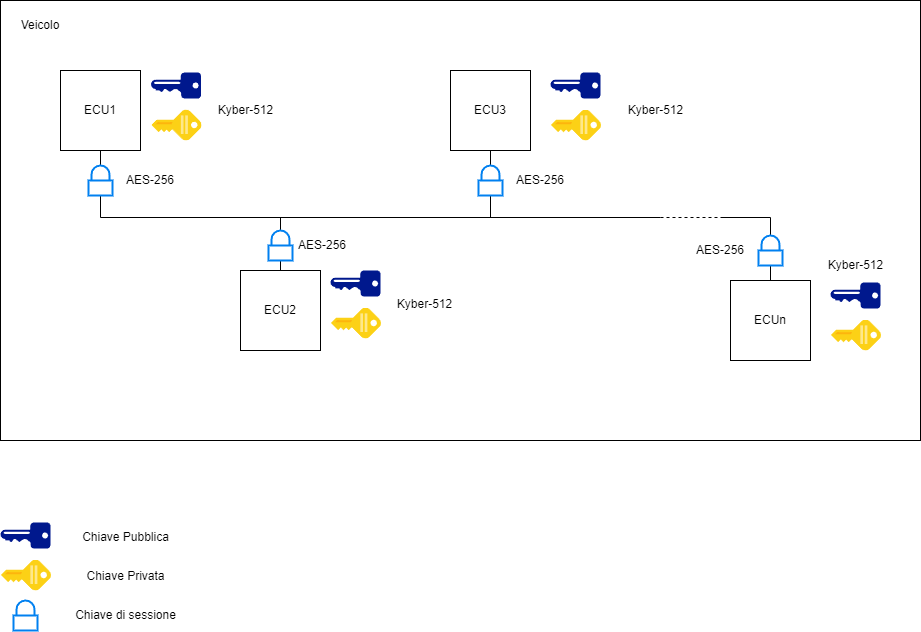 Veicolo
ECU1
Kyber-512
ECU3
Kyber-512
AES-256
AES-256
AES-256
AES-256
Kyber-512
ECU2
Kyber-512
ECUn
Chiave Pubblica
Chiave Privata
Chiave di sessione